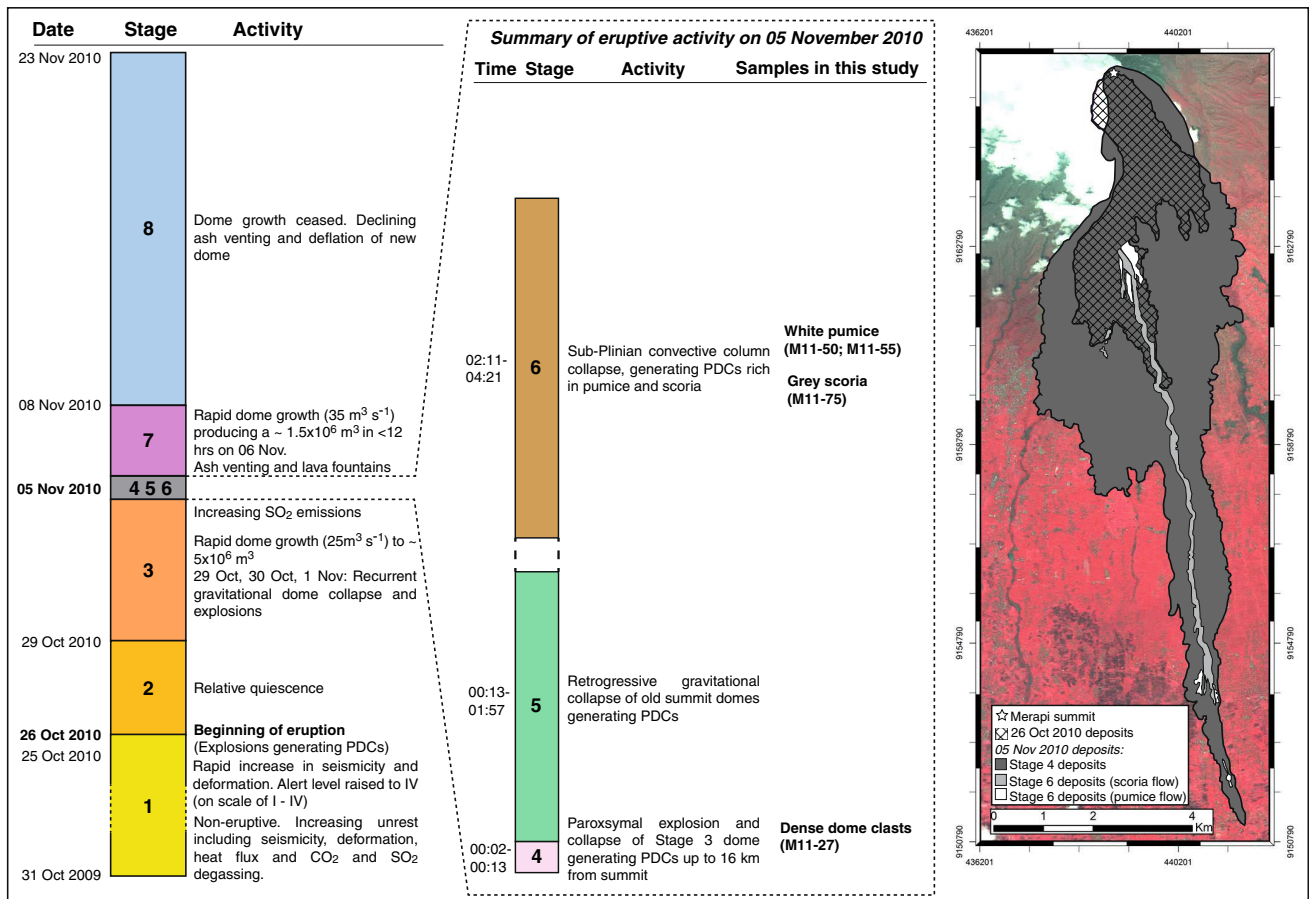 Date Stage Activity
23 Nov 2010
8
Dome growth ceased. Declining
ash venting and deflation of new
dome
08 Nov 2010
7
Rapid dome growth (35 m³ s⁻¹)
producing a ~ 1.5x10⁶ m³ in <12
hrs on 06 Nov.
Ash venting and lava fountains
05 Nov 2010
4 5 6
3
Increasing SO₂ emissions
Rapid dome growth (25m³ s⁻¹) to ~
5x10⁶ m³
29 Oct, 30 Oct, 1 Nov: Recurrent
gravitational dome collapse and
explosions
29 Oct 2010
2
Relative quiescence
26 Oct 2010
Beginning of eruption
(Explosions generating PDCs)
25 Oct 2010
Rapid increase in seismicity and
deformation. Alert level raised to IV
(on scale of I - IV)
1
Non-eruptive. Increasing unrest
including seismicity, deformation,
heat flux and CO₂ and SO₂
degassing.
31 Oct 2009
Summary of eruptive activity on 05 November 2010
Time Stage Activity Samples in this study
02:11-
04:21
6
Sub-Plinian convective column
collapse, generating PDCs rich
in pumice and scoria
White pumice
(M11-50; M11-55)
Grey scoria
(M11-75)
00:13-
01:57
5
Retrogressive gravitational
collapse of old summit domes
generating PDCs
00:02-
00:13
4
Paroxsymal explosion and
collapse of Stage 3 dome
generating PDCs up to 16 km
from summit
Dense dome clasts
(M11-27)
436201 440201
9162790 9162790
9158790 9158790
9154790 9154790
9150790 9150790
Merapi summit
26 Oct 2010 deposits
05 Nov 2010 deposits:
Stage 4 deposits
Stage 6 deposits (scoria flow)
Stage 6 deposits (pumice flow)
0 1 2 4
Km
436201 440201